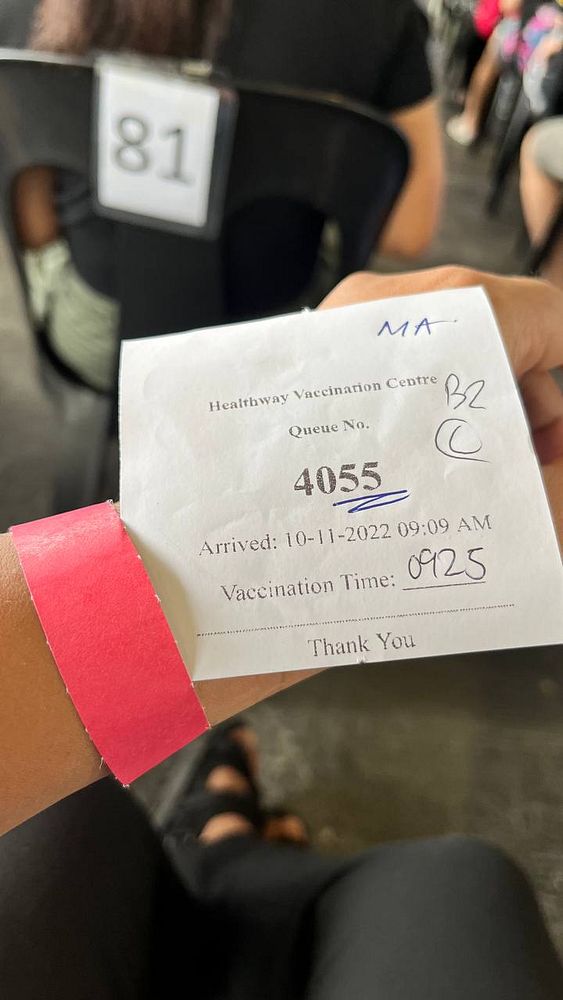 81
MA
Healthway Vaccination Centre
B2
Queue No.
C
4055
Arrived: 10-11-2022 09:09 AM
Vaccination Time: 0925
Thank You